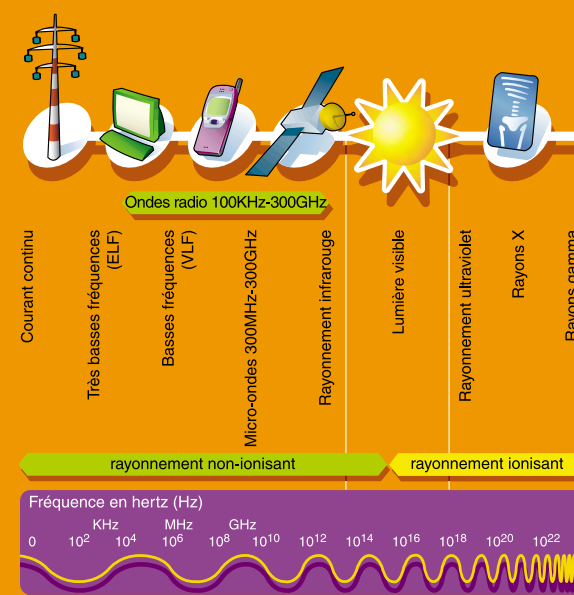 Ondes radio 100KHz-300GHz
Courant continu
Très basses fréquences
(ELF)
Basses fréquences
(VLF)
Micro-ondes 300MHz-300GHz
Rayonnement infrarouge
Lumière visible
Rayonnement ultraviolet
Rayons X
Rayons gamma
rayonnement non-ionisant
rayonnement ionisant
Fréquence en hertz (Hz)
KHz MHz GHz
0 10² 10⁴ 10⁶ 10⁸ 10¹⁰ 10¹² 10¹⁴ 10¹⁶ 10¹⁸ 10²⁰ 10²²